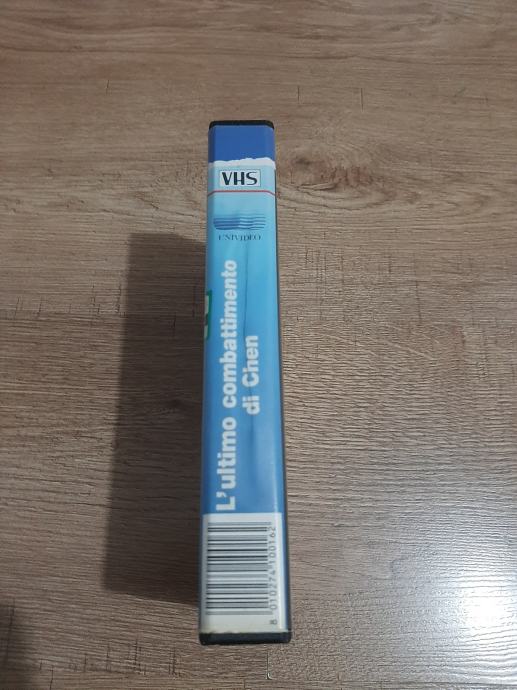 VHS
UNIVIDEO
L'ultimo combattimento
di Chen
8 010274 100162